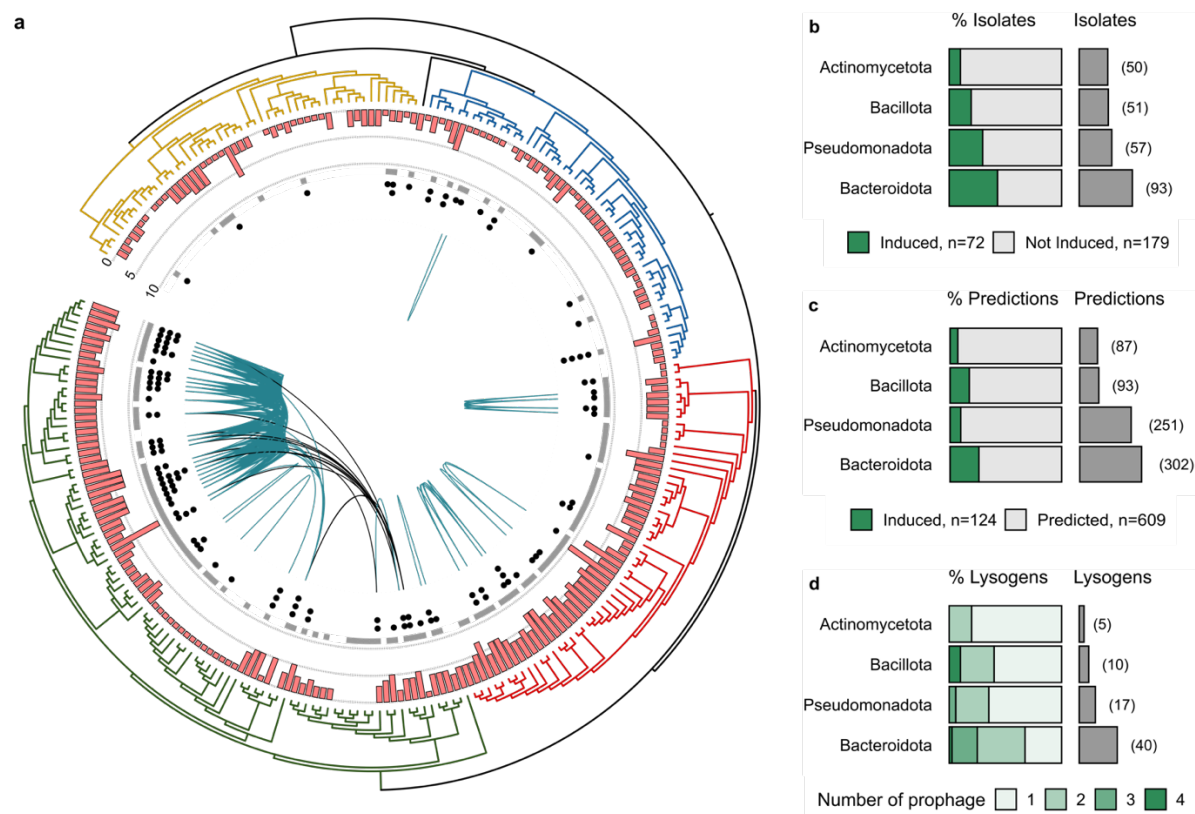 a
0
5
10
b
% Isolates Isolates
Actinomycetota (50)
Bacillota (51)
Pseudomonadota (57)
Bacteroidota (93)
Induced, n=72 Not Induced, n=179
c
% Predictions Predictions
Actinomycetota (87)
Bacillota (93)
Pseudomonadota (251)
Bacteroidota (302)
Induced, n=124 Predicted, n=609
d
% Lysogens Lysogens
Actinomycetota (5)
Bacillota (10)
Pseudomonadota (17)
Bacteroidota (40)
Number of prophage 1 2 3 4